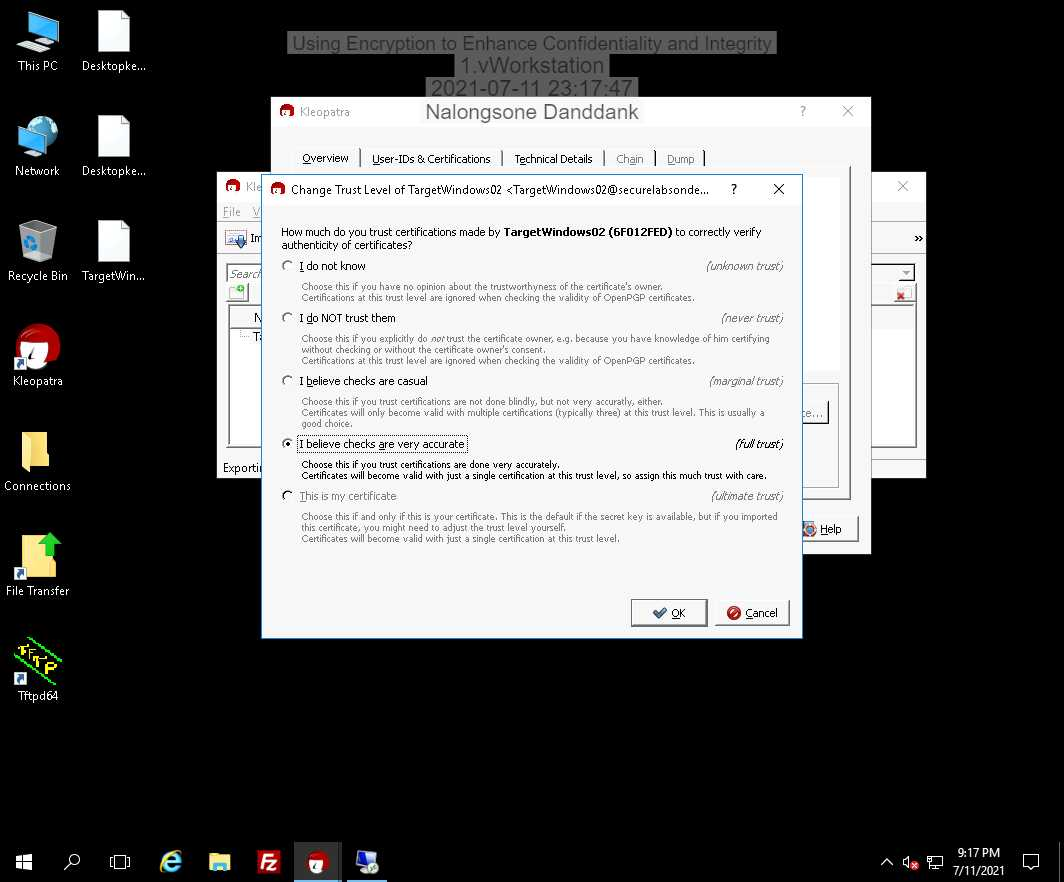 Using Encryption to Enhance Confidentiality and Integrity
1.vWorkstation
2021-07-11 23:17:47
Nalongsone Danddank
This PC
Desktopke...
Network
Desktopke...
Recycle Bin
TargetWin...
Kleopatra
Connections
File Transfer
Tftpd64
Kleopatra
?
Overview
User-IDs & Certifications
Technical Details
Chain
Dump
Kle
File
V
Im
»
Search
N
Ta
Exportin
ce...
Help
Change Trust Level of TargetWindows02 <TargetWindows02@securelabsonde...
?
How much do you trust certifications made by TargetWindows02 (6F012FED) to correctly verify
authenticity of certificates?
I do not know (unknown trust)
Choose this if you have no opinion about the trustworthyness of the certificate's owner.
Certifications at this trust level are ignored when checking the validity of OpenPGP certificates.
I do NOT trust them (never trust)
Choose this if you explicitly do not trust the certificate owner, e.g. because you have knowledge of him certifying
without checking or without the certificate owner's consent.
Certifications at this trust level are ignored when checking the validity of OpenPGP certificates.
I believe checks are casual (marginal trust)
Choose this if you trust certifications are not done blindly, but not very accuratly, either.
Certificates will only become valid with multiple certifications (typically three) at this trust level. This is usually a
good choice.
I believe checks are very accurate (full trust)
Choose this if you trust certifications are done very accurately.
Certificates will become valid with just a single certification at this trust level, so assign this much trust with care.
This is my certificate (ultimate trust)
Choose this if and only if this is your certificate. This is the default if the secret key is available, but if you imported
this certificate, you might need to adjust the trust level yourself.
Certificates will become valid with just a single certification at this trust level.
OK
Cancel
9:17 PM
7/11/2021